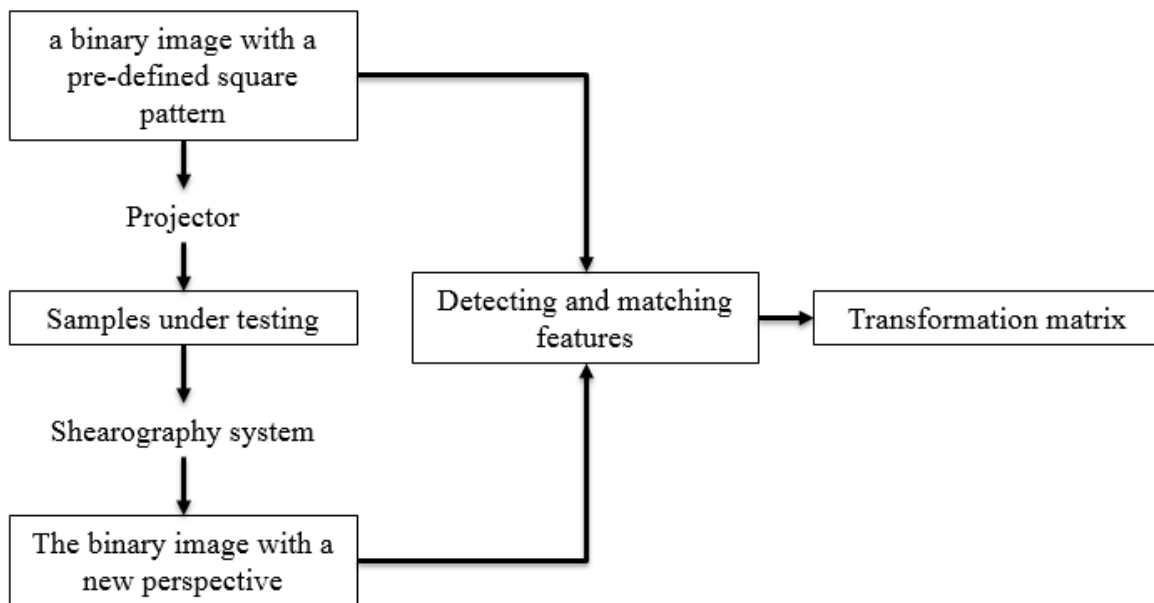 a binary image with a
pre-defined square
pattern
Projector
Samples under testing
Shearography system
The binary image with a
new perspective
Detecting and matching
features
Transformation matrix